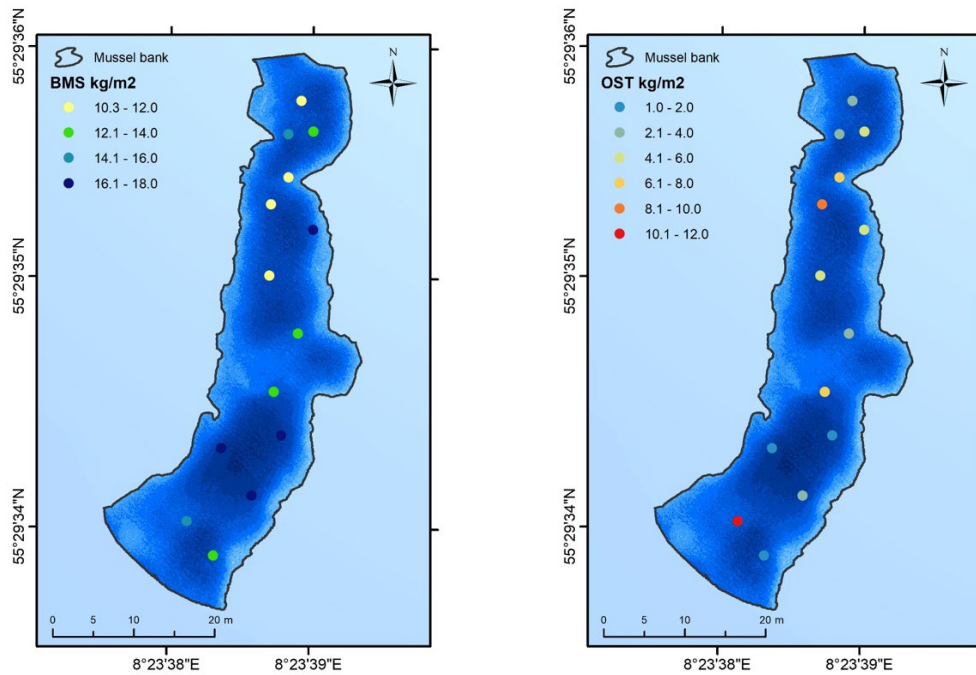 55°29'36"N
55°29'35"N
55°29'34"N
Mussel bank
BMS kg/m2
10.3 - 12.0
12.1 - 14.0
14.1 - 16.0
16.1 - 18.0
N
0 5 10 20 m
8°23'38"E 8°23'39"E
55°29'36"N
55°29'35"N
55°29'34"N
Mussel bank
OST kg/m2
1.0 - 2.0
2.1 - 4.0
4.1 - 6.0
6.1 - 8.0
8.1 - 10.0
10.1 - 12.0
N
0 5 10 20 m
8°23'38"E 8°23'39"E